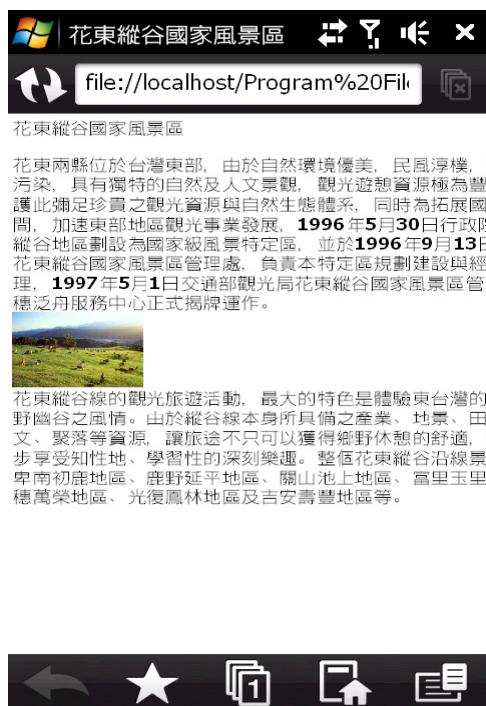 花東縱谷國家風景區
file://localhost/Program%20Fil
花東縱谷國家風景區
花東兩縣位於台灣東部，由於自然環境優美，民風淳樸，
污染，具有獨特的自然及人文景觀，觀光遊憩資源極為豐
護此彌足珍貴之觀光資源與自然生態體系，同時為拓展國
間，加速東部地區觀光事業發展，1996年5月30日行政院
縱谷地區劃設為國家級風景特定區，並於1996年9月13日
花東縱谷國家風景區管理處，負責本特定區規劃建設與經
理，1997年5月1日交通部觀光局花東縱谷國家風景區管
穗泛舟服務中心正式揭牌運作。
花東縱谷線的觀光旅遊活動，最大的特色是體驗東台灣的
野幽谷之風情。由於縱谷線本身所具備之產業、地景、田
文、聚落等資源，讓旅途不只可以獲得鄉野休憩的舒適，
步享受知性地、學習性的深刻樂趣。整個花東縱谷沿線景
卑南初鹿地區、鹿野延平地區、關山池上地區、富里玉里
穗萬榮地區、光復鳳林地區及吉安壽豐地區等。
1